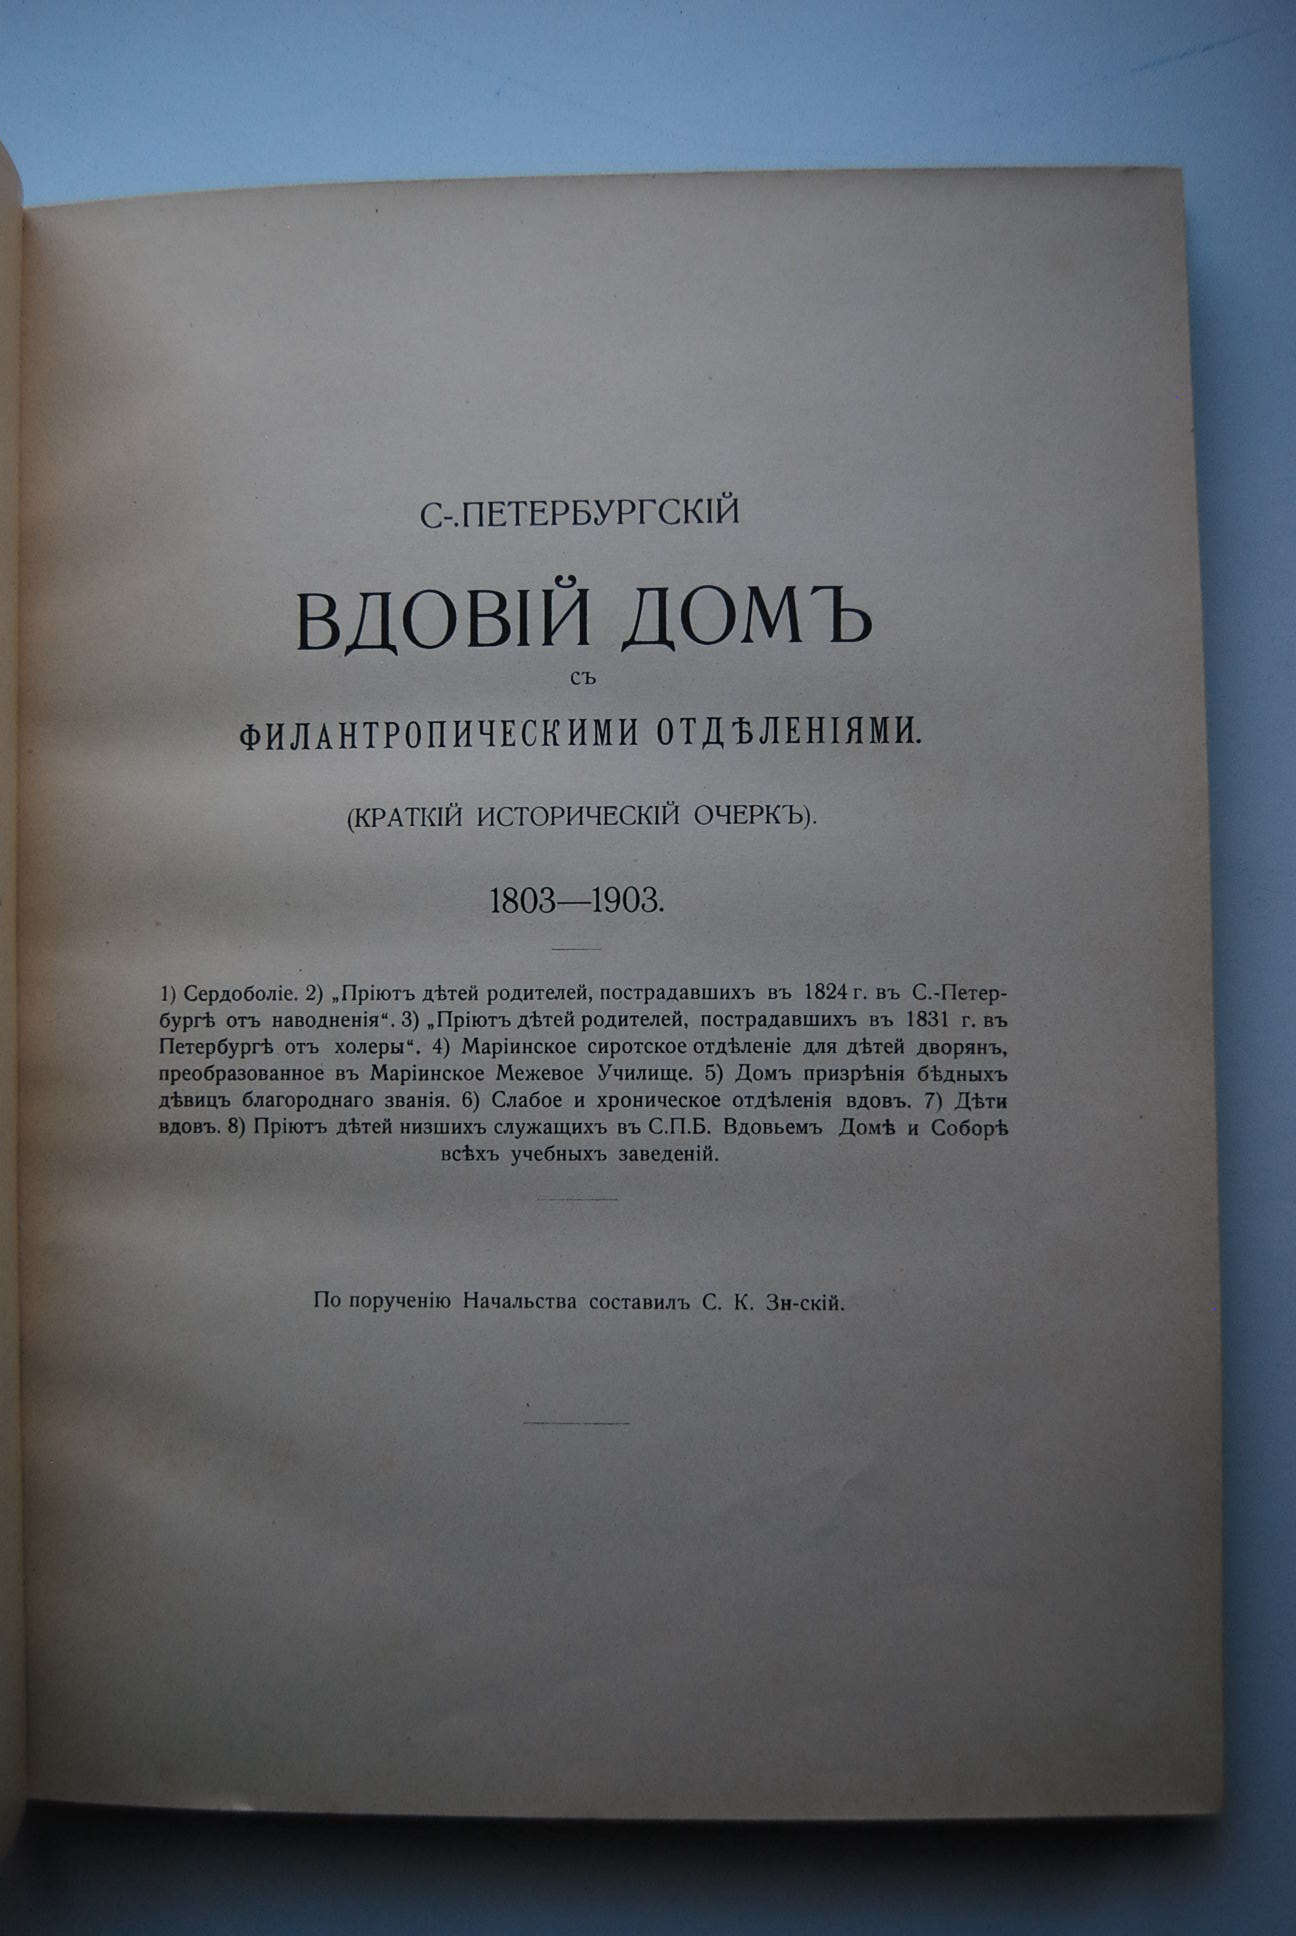 С-.ПЕТЕРБУРГСКІЙ
ВДОВІЙ ДОМЪ
СЪ
ФИЛАНТРОПИЧЕСКИМИ ОТДѢЛЕНІЯМИ.
(КРАТКІЙ ИСТОРИЧЕСКІЙ ОЧЕРКЪ).
1803—1903.
1) Сердоболіе. 2) „Пріютъ дѣтей родителей, пострадавшихъ въ 1824 г. въ С.-Петер-
бургѣ отъ наводненія“. 3) „Пріютъ дѣтей родителей, пострадавшихъ въ 1831 г. въ
Петербургѣ отъ холеры“. 4) Маріинское сиротское отдѣленіе для дѣтей дворянъ,
преобразованное въ Маріинское Межевое Училище. 5) Домъ призрѣнія бѣдныхъ
дѣвицъ благороднаго званія. 6) Слабое и хроническое отдѣленія вдовъ. 7) Дѣти
вдовъ. 8) Пріютъ дѣтей низшихъ служащихъ въ С.П.Б. Вдовьемъ Домѣ и Соборѣ
всѣхъ учебныхъ заведеній.
По порученію Начальства составилъ С. К. Зн-скій.